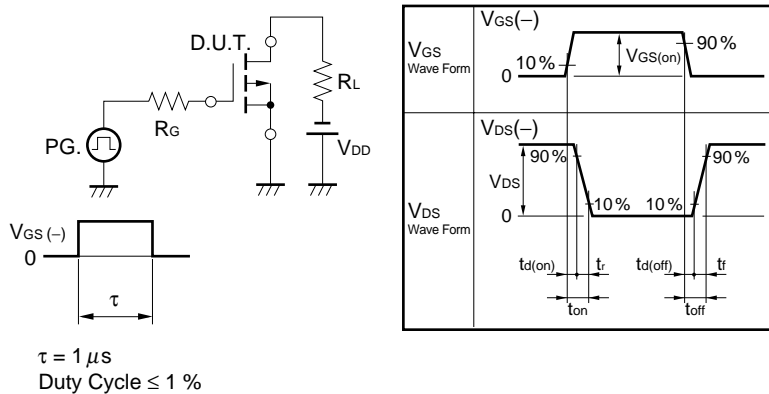 D.U.T.
RL
RG
PG.
VDD
VGS (−)
0
τ
τ = 1 μs
Duty Cycle ≤ 1 %
VGS
Wave Form
VGS(−)
10 %
VGS(on)
90 %
0
VDS
Wave Form
VDS(−)
90 %
90 %
VDS
10 %
10 %
0
td(on)
tr
td(off)
tf
ton
toff